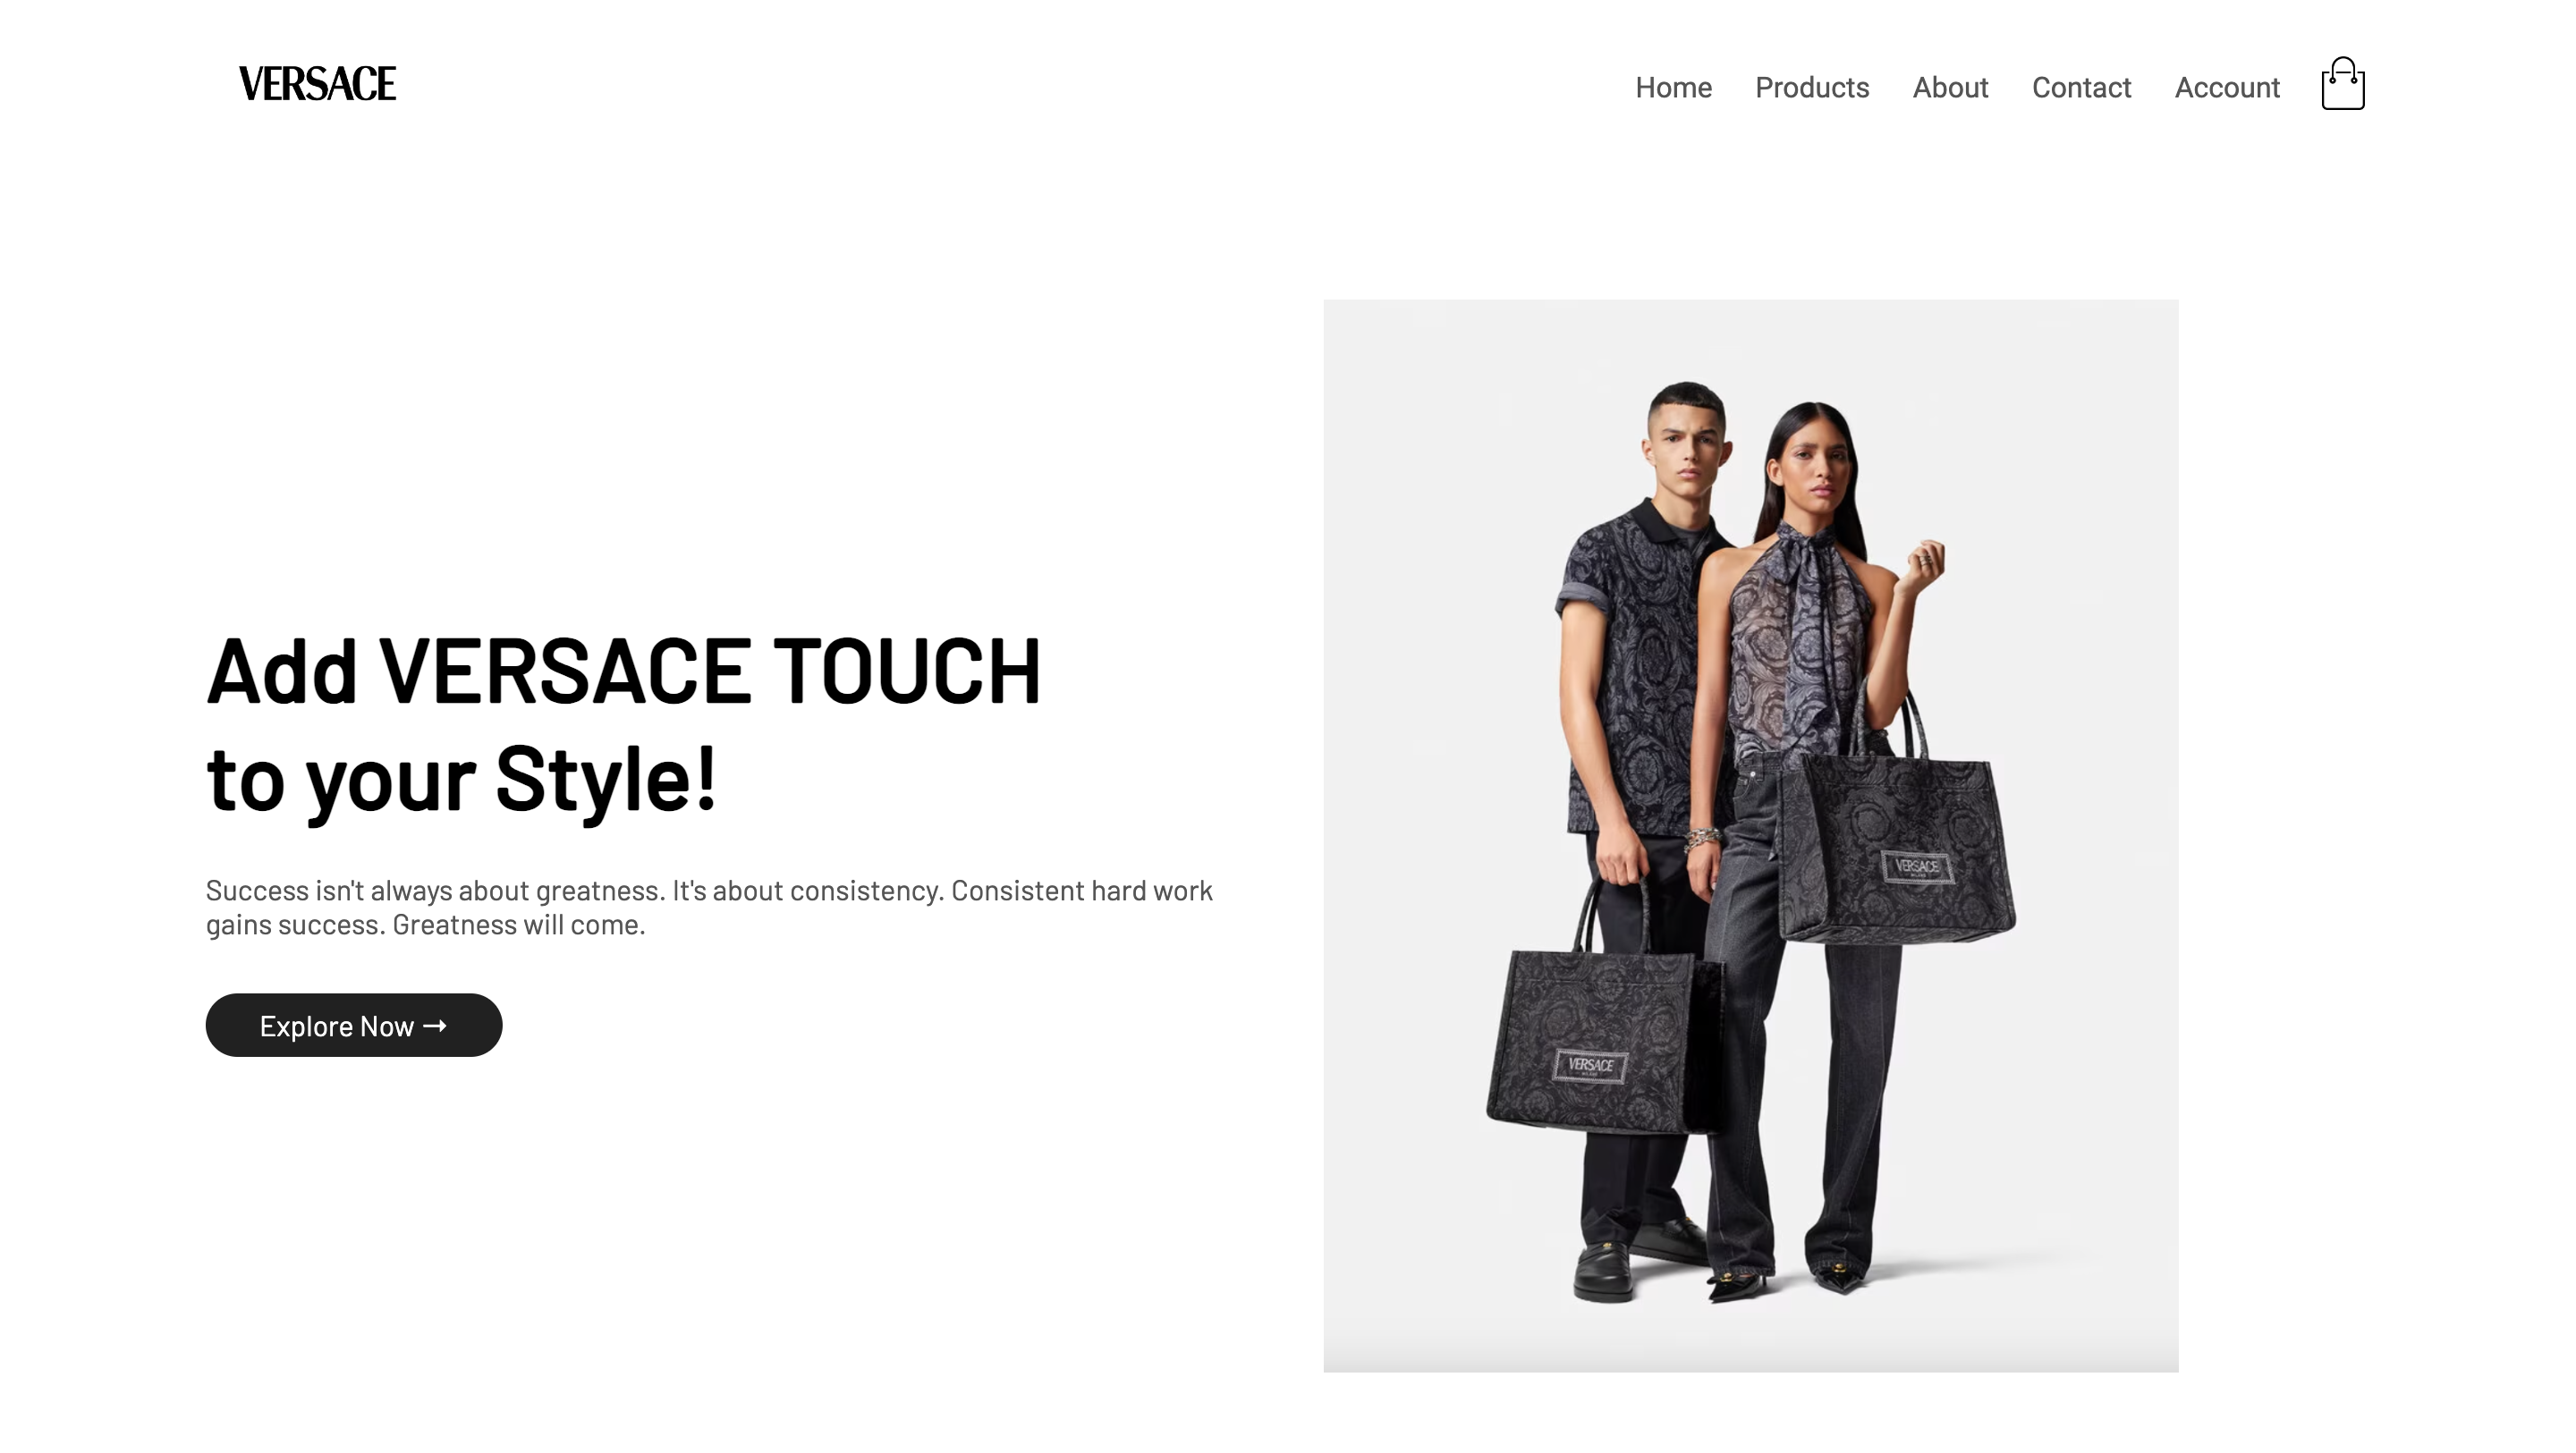 VERSACE
Home Products About Contact Account
Add VERSACE TOUCH
to your Style!
Success isn't always about greatness. It's about consistency. Consistent hard work
gains success. Greatness will come.
Explore Now →
VERSACE
VERSACE